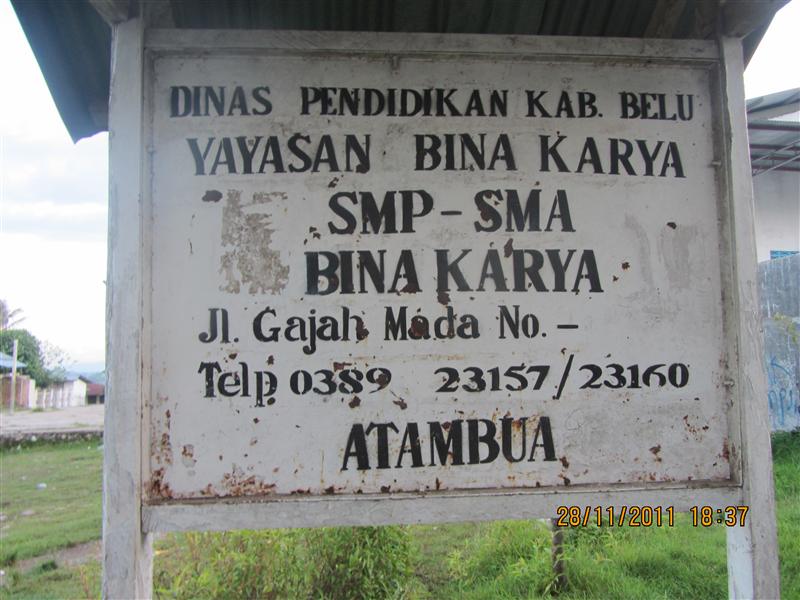 DINAS PENDIDIKAN KAB. BELU
YAYASAN BINA KARYA
SMP - SMA
BINA KARYA
Jl. Gajah Mada No. -
Telp 0389 23157/23160
ATAMBUA
28/11/2011 18:37